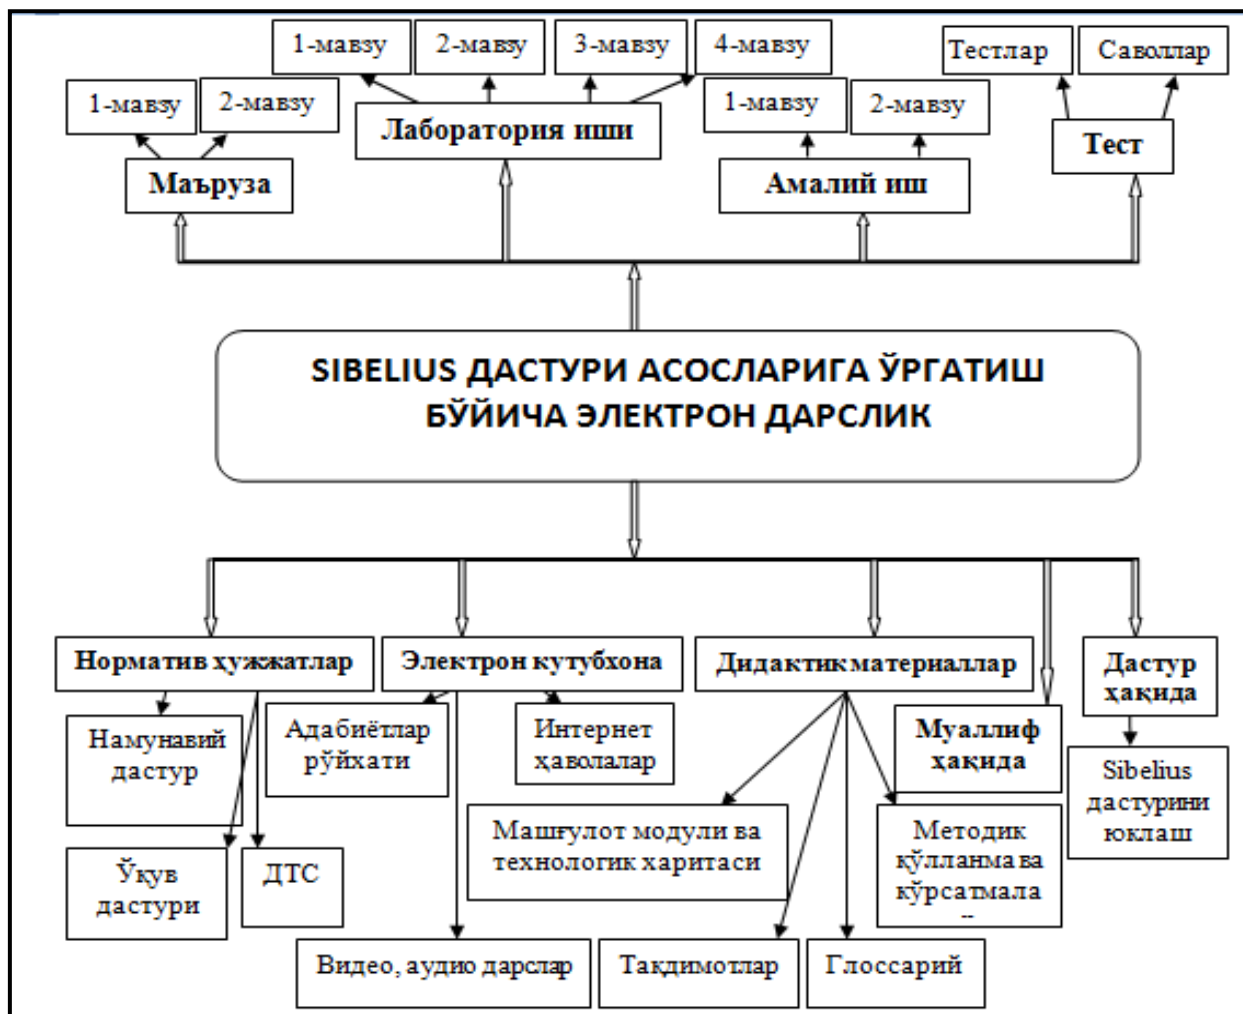 1-мавзу
2-мавзу
3-мавзу
4-мавзу
Тестлар
Саволлар
1-мавзу
2-мавзу
1-мавзу
2-мавзу
Лаборатория иши
Тест
Маъруза
Амалий иш
SIBELIUS ДАСТУРИ АСОСЛАРИГА ЎРГАТИШ
БЎЙИЧА ЭЛЕКТРОН ДАРСЛИК
Норматив ҳужжатлар
Электрон кутубхона
Дидактик материаллар
Дастур
ҳақида
Намунавий
дастур
Адабиётлар
рўйхати
Интернет
ҳаволалар
Муаллиф
ҳақида
Sibelius
дастурини
юклаш
Машғулот модули ва
технологик харитаси
Методик
қўлланма ва
кўрсатмала
Ўқув
дастури
ДТС
Видео, аудио дарслар
Тақдимотлар
Глоссарий